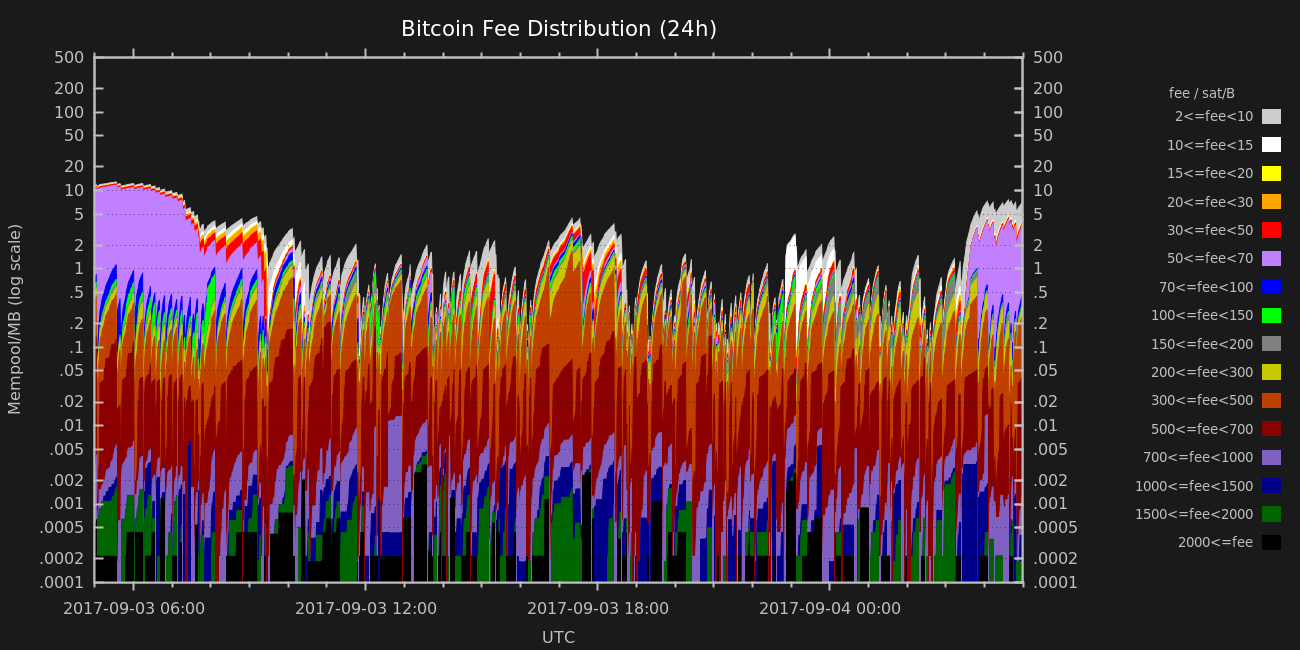 Bitcoin Fee Distribution (24h)
Mempool/MB (log scale)
500
200
100
50
20
10
5
2
1
.5
.2
.1
.05
.02
.01
.005
.002
.001
.0005
.0002
.0001
500
200
100
50
20
10
5
2
1
.5
.2
.1
.05
.02
.01
.005
.002
.001
.0005
.0002
.0001
2017-09-03 06:00
2017-09-03 12:00
2017-09-03 18:00
2017-09-04 00:00
UTC
fee / sat/B
2<=fee<10
10<=fee<15
15<=fee<20
20<=fee<30
30<=fee<50
50<=fee<70
70<=fee<100
100<=fee<150
150<=fee<200
200<=fee<300
300<=fee<500
500<=fee<700
700<=fee<1000
1000<=fee<1500
1500<=fee<2000
2000<=fee